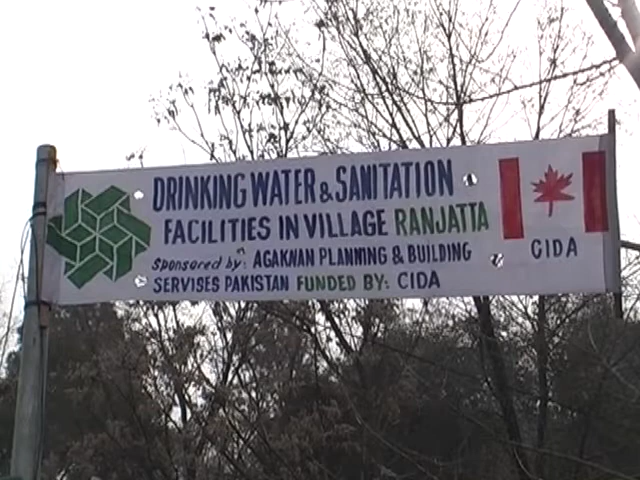 DRINKING WATER & SANITATION
FACILITIES IN VILLAGE RANJATTA
Sponsored by: AGAKNAN PLANNING & BUILDING
SERVISES PAKISTAN FUNDED BY: CIDA
CIDA